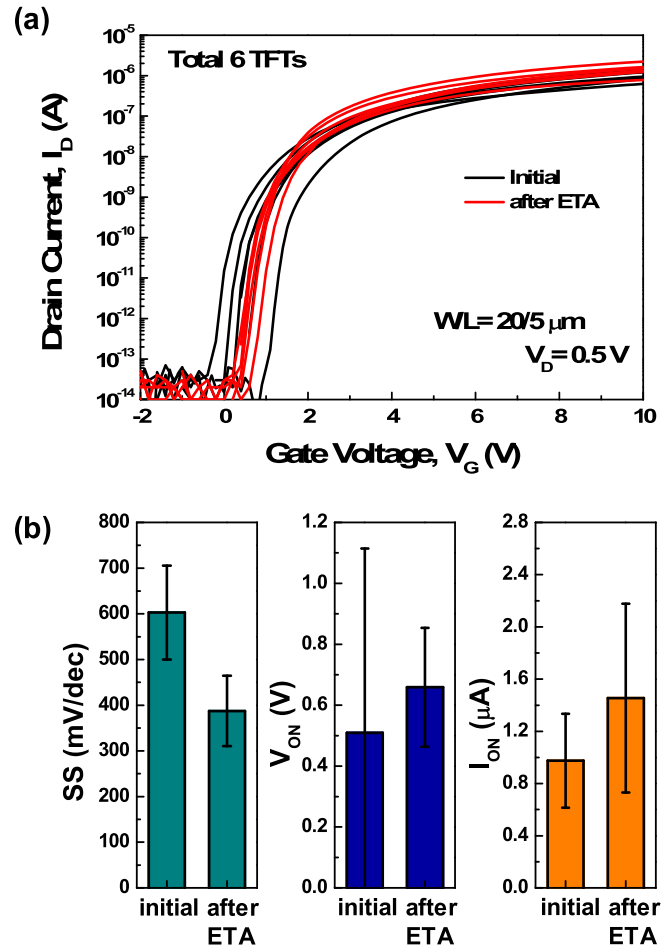 (a)
Total 6 TFTs
Drain Current, I_D (A)
10^-5
10^-6
10^-7
10^-8
10^-9
10^-10
10^-11
10^-12
10^-13
10^-14
Initial
after ETA
W/L= 20/5 μm
V_D= 0.5 V
-2 0 2 4 6 8 10
Gate Voltage, V_G (V)
(b)
SS (mV/dec)
800
700
600
500
400
300
200
100
0
initial after
ETA
V_ON (V)
1.2
1.0
0.8
0.6
0.4
0.2
0.0
initial after
ETA
I_ON (μA)
2.8
2.4
2.0
1.6
1.2
0.8
0.4
0.0
initial after
ETA